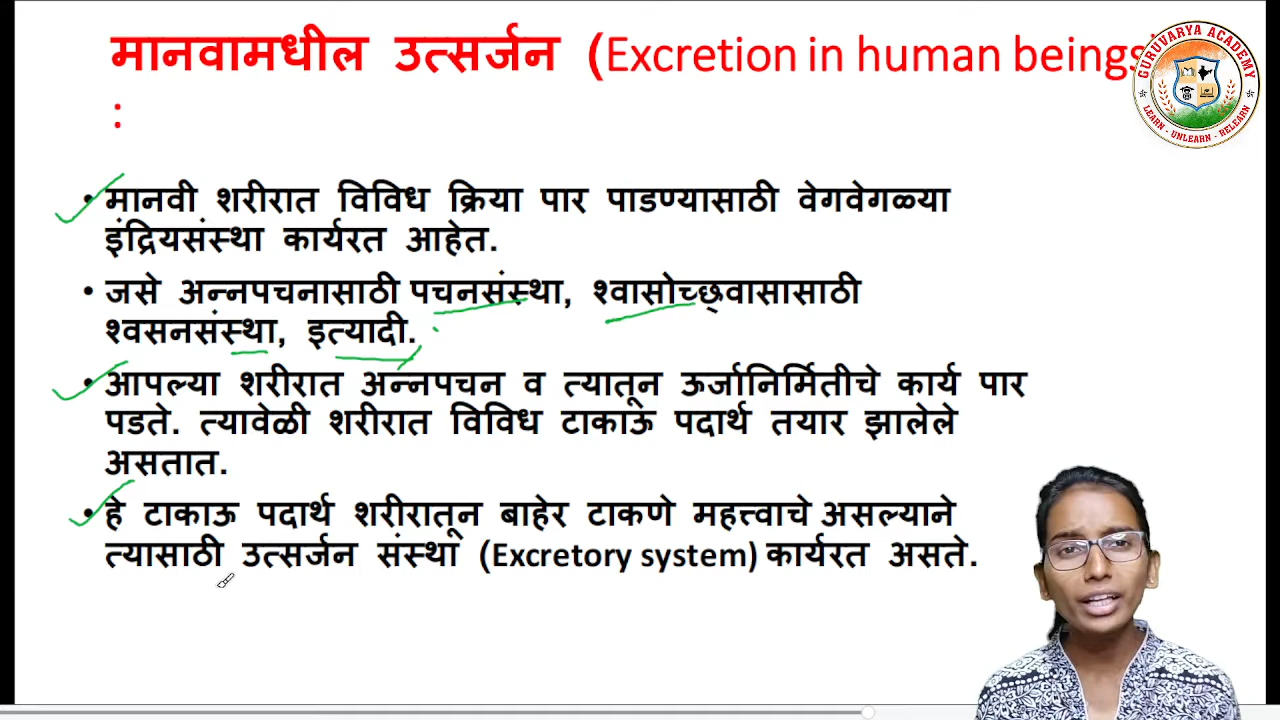 मानवामधील उत्सर्जन (Excretion in human beings)
:
• मानवी शरीरात विविध क्रिया पार पाडण्यासाठी वेगवेगळ्या
इंद्रियसंस्था कार्यरत आहेत.
• जसे अन्नपचनासाठी पचनसंस्था, श्वासोच्छ्वासासाठी
श्वसनसंस्था, इत्यादी.
• आपल्या शरीरात अन्नपचन व त्यातून ऊर्जानिर्मितीचे कार्य पार
पडते. त्यावेळी शरीरात विविध टाकाऊ पदार्थ तयार झालेले
असतात.
• हे टाकाऊ पदार्थ शरीरातून बाहेर टाकणे महत्त्वाचे असल्याने
त्यासाठी उत्सर्जन संस्था (Excretory system) कार्यरत असते.
GURUVARYA ACADEMY
LEARN - UNLEARN - RELEARN